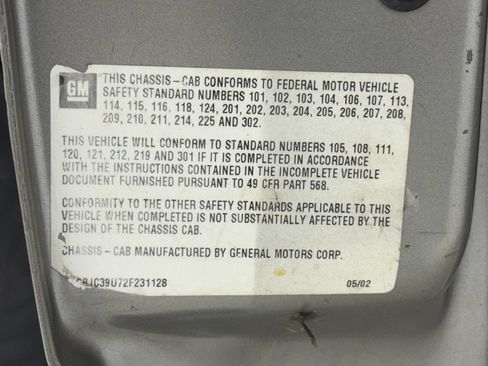 GM
THIS CHASSIS-CAB CONFORMS TO FEDERAL MOTOR VEHICLE
SAFETY STANDARD NUMBERS 101, 102, 103, 104, 106, 107, 113,
114, 115, 116, 118, 124, 201, 202, 203, 204, 205, 206, 207, 208,
209, 210, 211, 214, 225 AND 302.
THIS VEHICLE WILL CONFORM TO STANDARD NUMBERS 105, 108, 111,
120, 121, 212, 219 AND 301 IF IT IS COMPLETED IN ACCORDANCE
WITH THE INSTRUCTIONS CONTAINED IN THE INCOMPLETE VEHICLE
DOCUMENT FURNISHED PURSUANT TO 49 CFR PART 568.
CONFORMITY TO THE OTHER SAFETY STANDARDS APPLICABLE TO THIS
VEHICLE WHEN COMPLETED IS NOT SUBSTANTIALLY AFFECTED BY THE
DESIGN OF THE CHASSIS CAB.
CHASSIS-CAB MANUFACTURED BY GENERAL MOTORS CORP.
JC39U72F231128 05/02